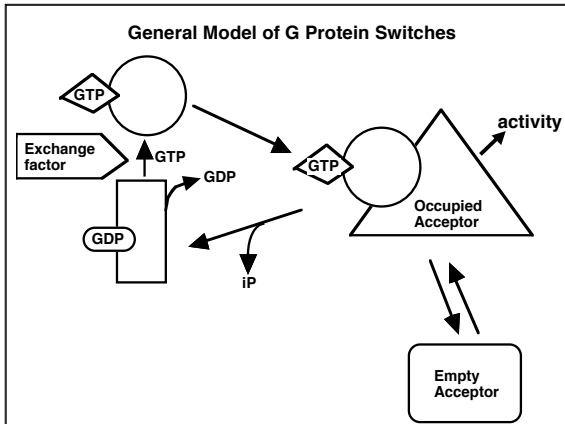 General Model of G Protein Switches
GTP
Exchange
factor
GTP
GDP
GDP
GTP
activity
Occupied
Acceptor
iP
Empty
Acceptor